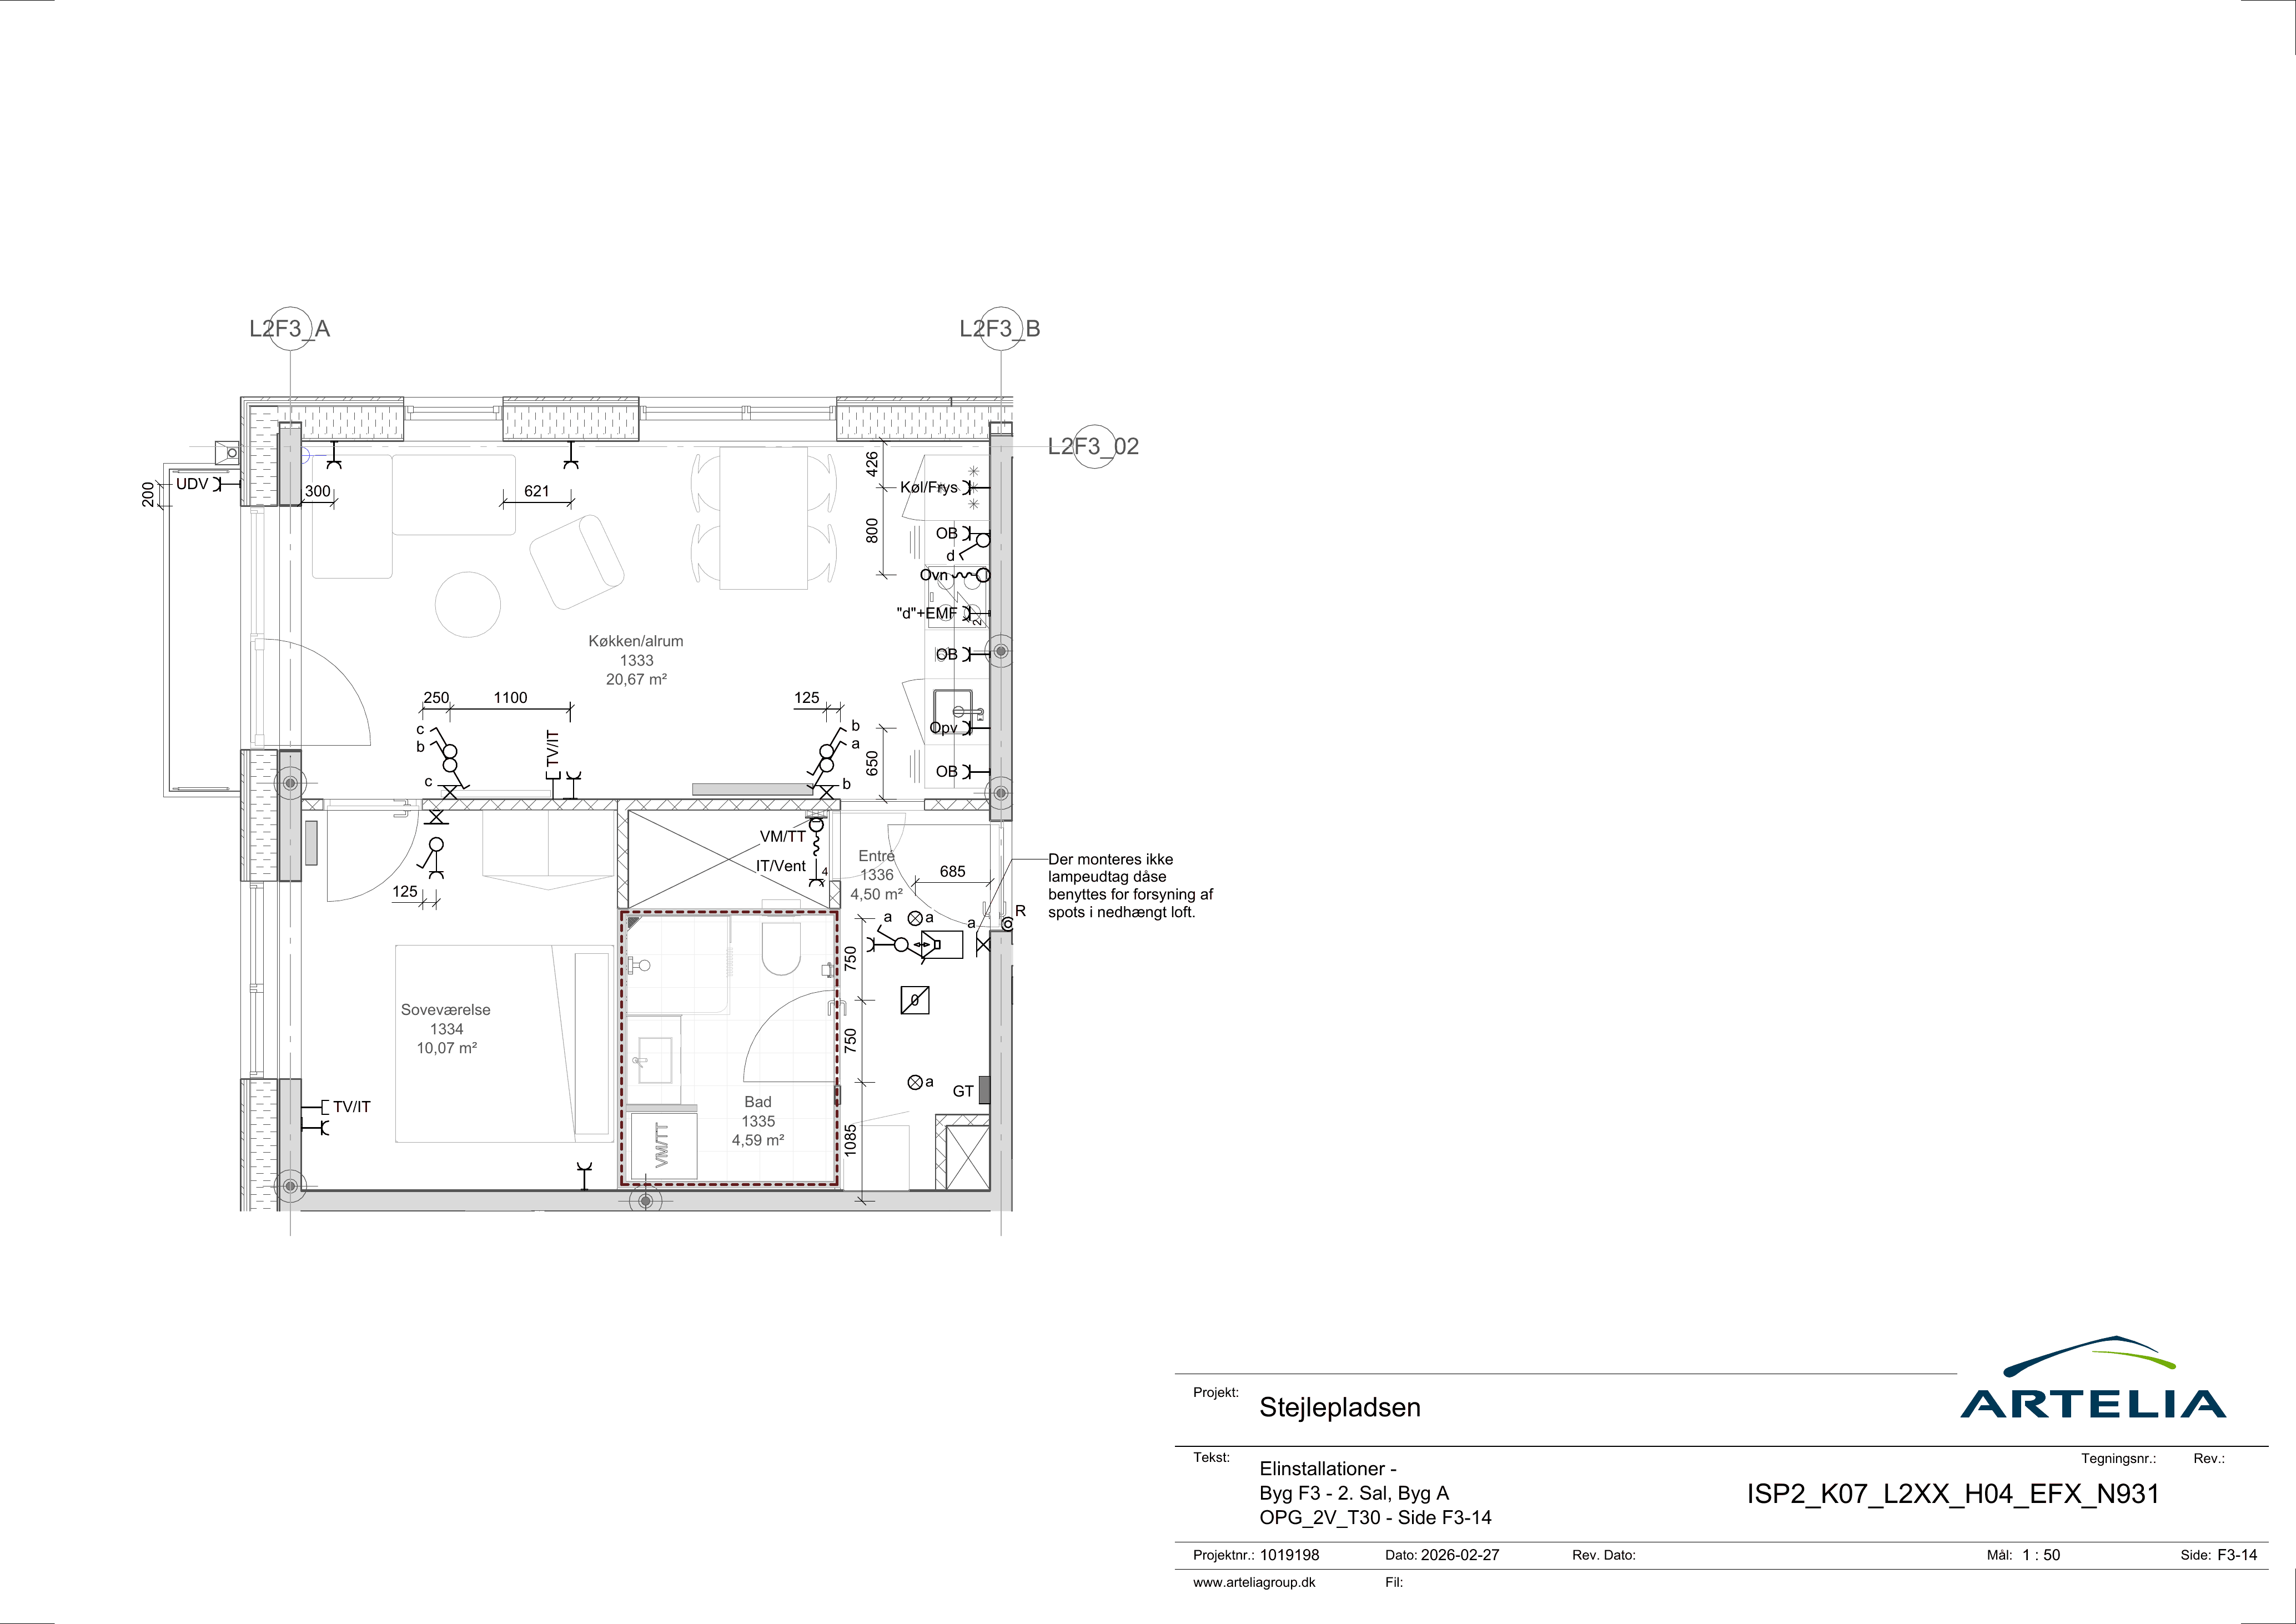 L2F3_A
L2F3_B
L2F3_02
UDV
200
300
621
426
Køl/Frys
800
OB
d
Ovn
"d"+EMF
2
OB
Køkken/alrum
1333
20,67 m²
250
1100
125
c
b
TV/IT
b
a
Opv
650
OB
c
b
VM/TT
IT/Vent
4
Entré
1336
4,50 m²
685
Der monteres ikke
lampeudtag dåse
benyttes for forsyning af
spots i nedhængt loft.
125
a
a
a
R
750
0
Soveværelse
1334
10,07 m²
750
a
GT
TV/IT
Bad
1335
4,59 m²
VM/TT
1085
Projekt:
Stejlepladsen
ARTELIA
Tekst:
Elinstallationer -
Byg F3 - 2. Sal, Byg A
OPG_2V_T30 - Side F3-14
Tegningsnr.:
Rev.:
ISP2_K07_L2XX_H04_EFX_N931
Projektnr.: 1019198
Dato: 2026-02-27
Rev. Dato:
Mål: 1 : 50
Side: F3-14
www.arteliagroup.dk
Fil: